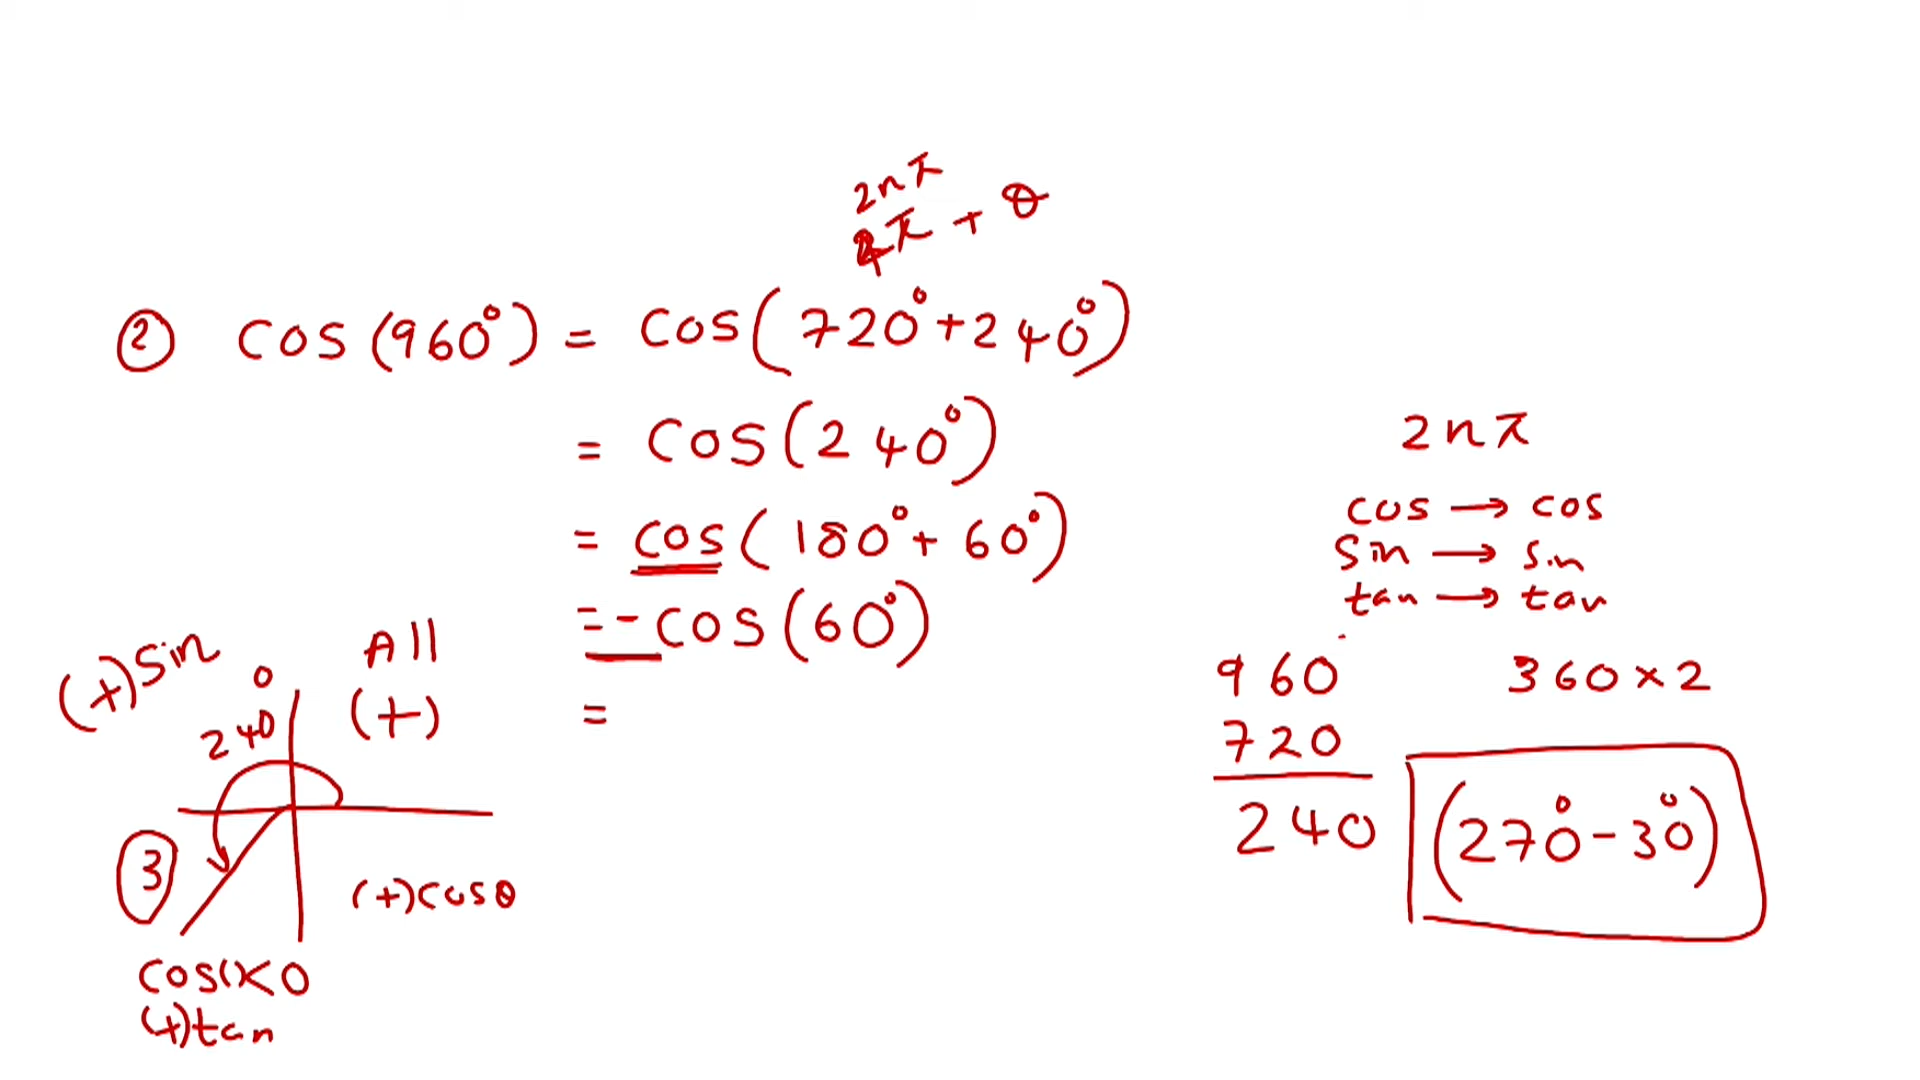 2nπ
4π + θ
② cos(960°) = cos(720°+240°)
= cos(240°)
= cos(180°+60°)
= -cos(60°)
=
2nπ
cos → cos
sin → sin
tan → tan
960
720
240
360×2
(270°-30°)
(+)sin
All
(+)
240°
③
(+)cosθ
cos(x<0
(+)tan